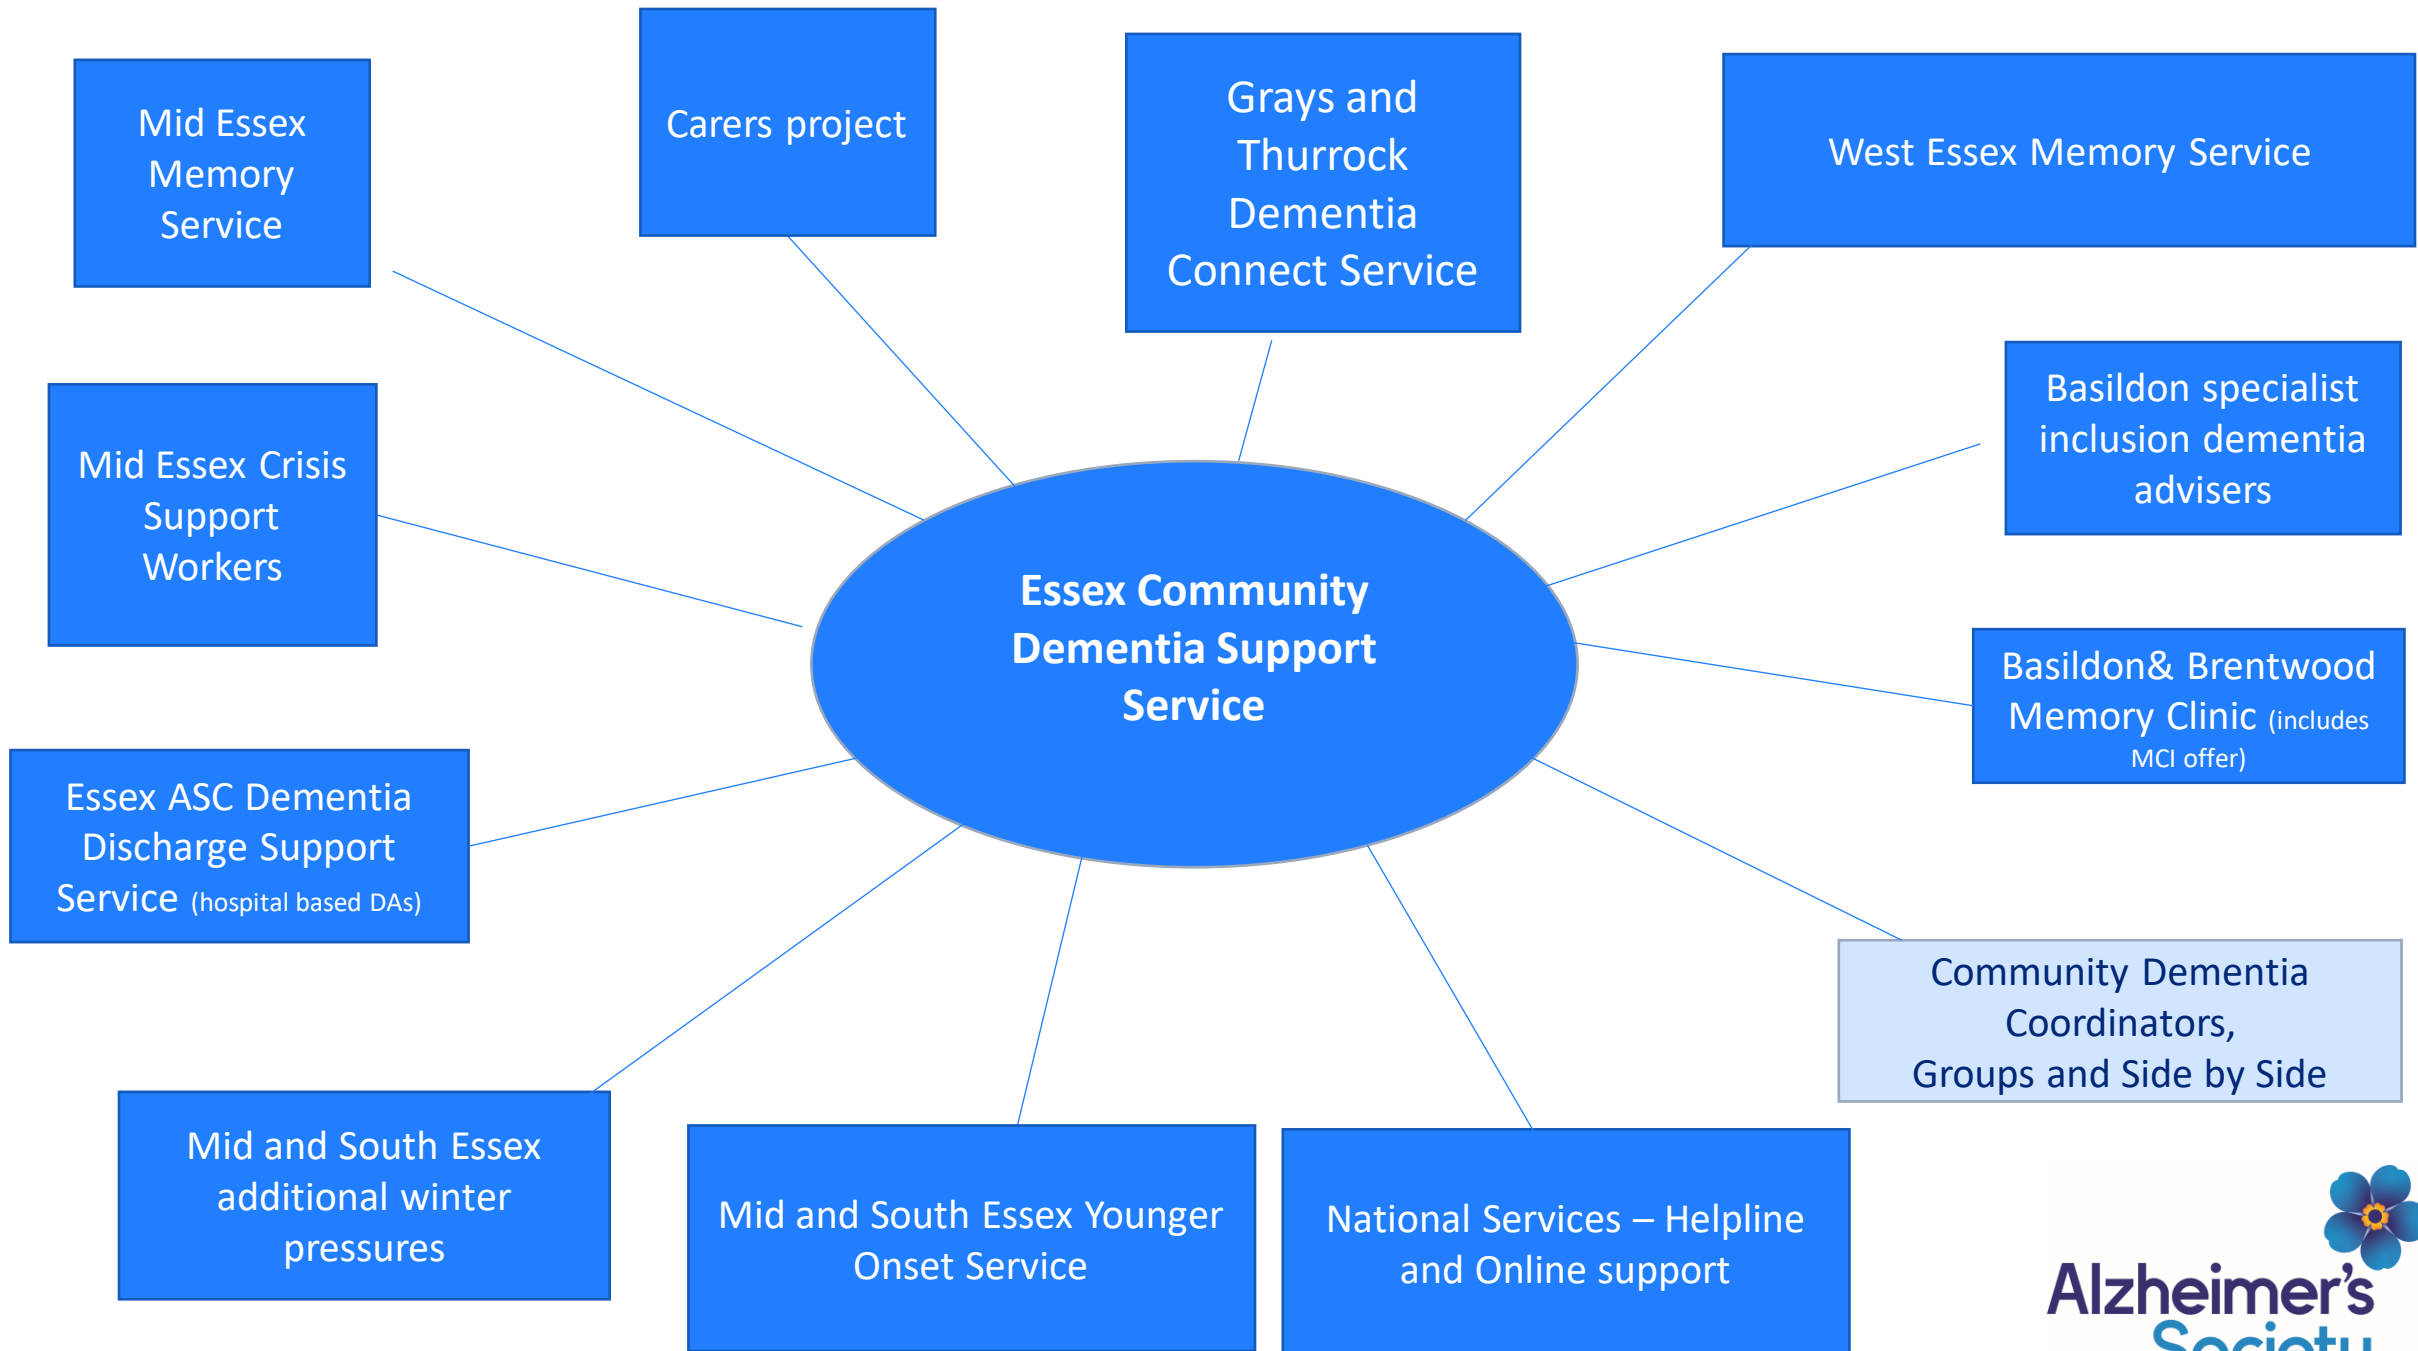 Mid Essex
Memory
Service
Carers project
Grays and
Thurrock
Dementia
Connect Service
West Essex Memory Service
Basildon specialist
inclusion dementia
advisers
Mid Essex Crisis
Support
Workers
Essex Community
Dementia Support
Service
Basildon& Brentwood
Memory Clinic (includes
MCI offer)
Essex ASC Dementia
Discharge Support
Service (hospital based DAs)
Community Dementia
Coordinators,
Groups and Side by Side
Mid and South Essex
additional winter
pressures
Mid and South Essex Younger
Onset Service
National Services – Helpline
and Online support
Alzheimer's
Society